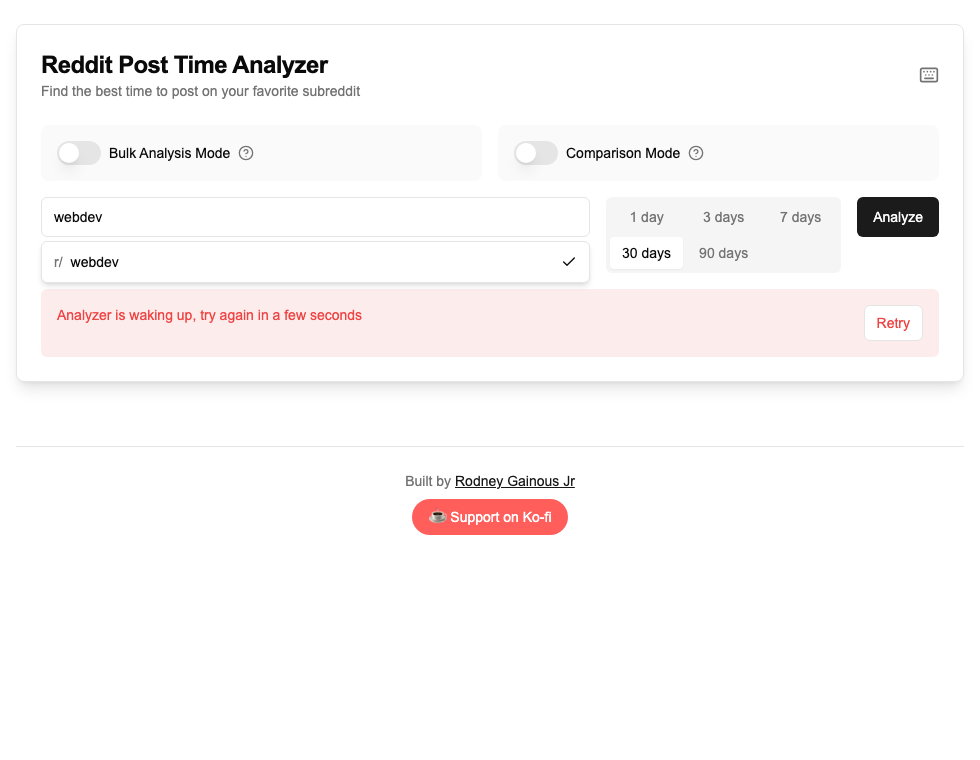 Reddit Post Time Analyzer
Find the best time to post on your favorite subreddit
Bulk Analysis Mode
Comparison Mode
webdev
1 day 3 days 7 days
Analyze
r/ webdev
30 days 90 days
Analyzer is waking up, try again in a few seconds
Retry
Built by Rodney Gainous Jr
Support on Ko-fi